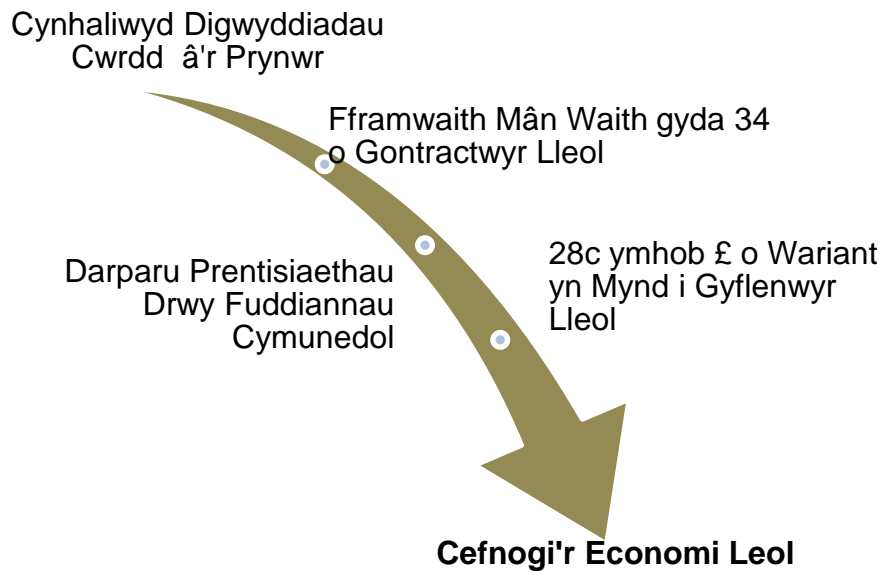 Cynhaliwyd Digwyddiadau
Cwrdd â'r Prynwr
Fframwaith Mân Waith gyda 34
o Gontractwyr Lleol
28c ymhob £ o Wariant
yn Mynd i Gyflenwyr
Lleol
Darparu Prentisiaethau
Drwy Fuddiannau
Cymunedol
Cefnogi'r Economi Leol